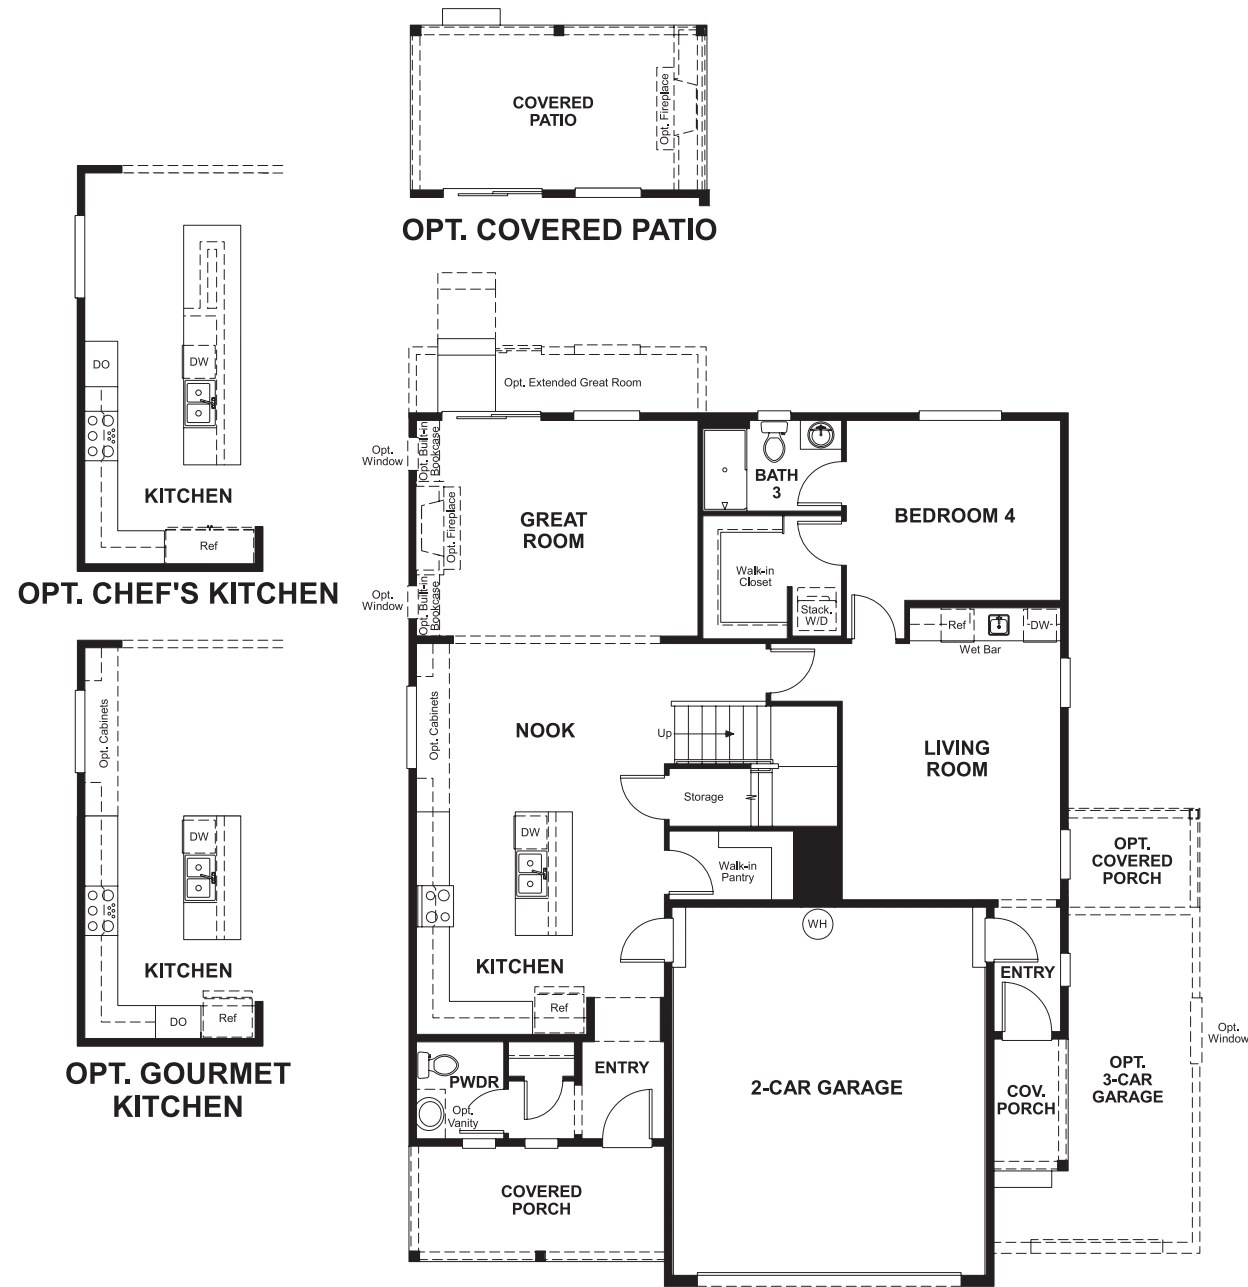 COVERED
PATIO
Opt. Fireplace
OPT. COVERED PATIO
DO
DW
KITCHEN
Ref
OPT. CHEF'S KITCHEN
Opt. Cabinets
DW
KITCHEN
DO
Ref
OPT. GOURMET
KITCHEN
Opt. Extended Great Room
Opt.
Window
Opt. Built-in
Bookcase
Opt. Fireplace
GREAT
ROOM
Opt.
Window
Opt. Built-in
Bookcase
BATH
3
BEDROOM 4
Walk-in
Closet
Stack.
W/D
Ref
DW
Wet Bar
Opt. Cabinets
NOOK
Up
LIVING
ROOM
Storage
DW
Walk-in
Pantry
OPT.
COVERED
PORCH
WH
KITCHEN
Ref
ENTRY
Opt.
Window
PWDR
Opt.
Vanity
ENTRY
2-CAR GARAGE
COV.
PORCH
OPT.
3-CAR
GARAGE
COVERED
PORCH